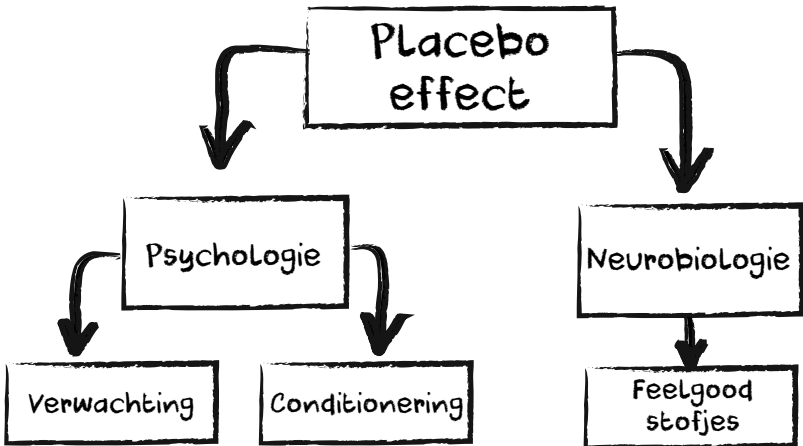 Placebo
effect
Psychologie
Neurobiologie
Verwachting
Conditionering
Feelgood
stofjes